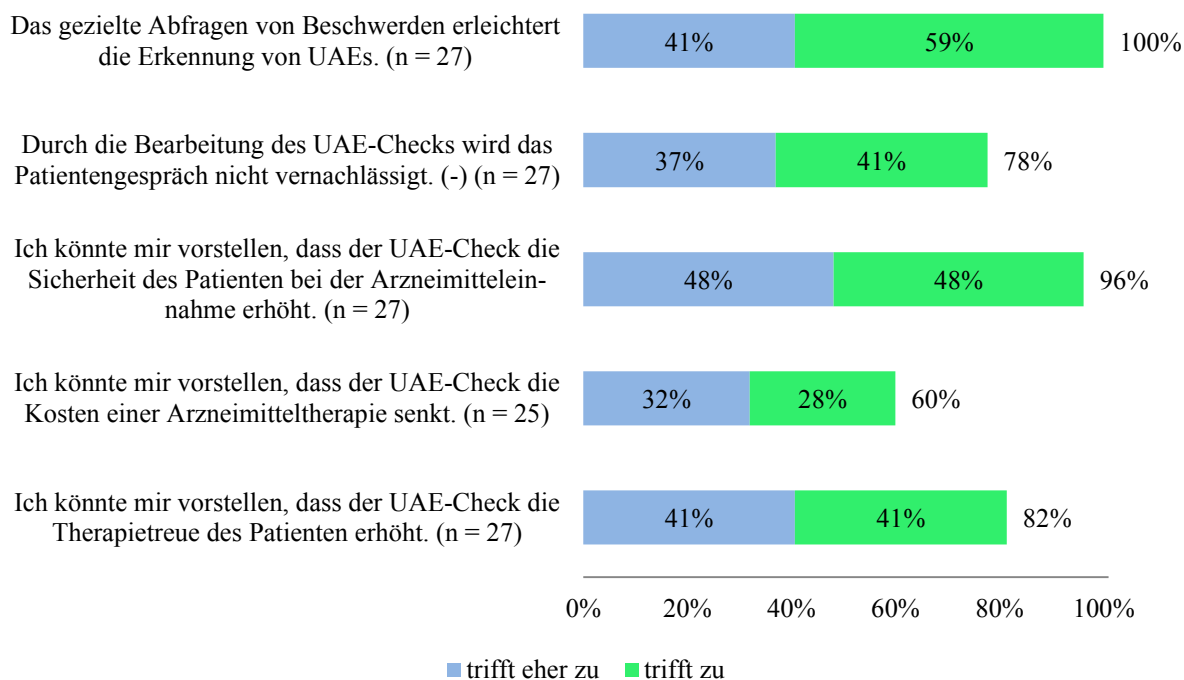 Das gezielte Abfragen von Beschwerden erleichtert
die Erkennung von UAEs. (n = 27)
41%
59%
100%
Durch die Bearbeitung des UAE-Checks wird das
Patientengespräch nicht vernachlässigt. (-) (n = 27)
37%
41%
78%
Ich könnte mir vorstellen, dass der UAE-Check die
Sicherheit des Patienten bei der Arzneimittelein-
nahme erhöht. (n = 27)
48%
48%
96%
Ich könnte mir vorstellen, dass der UAE-Check die
Kosten einer Arzneimitteltherapie senkt. (n = 25)
32%
28%
60%
Ich könnte mir vorstellen, dass der UAE-Check die
Therapietreue des Patienten erhöht. (n = 27)
41%
41%
82%
0% 20% 40% 60% 80% 100%
trifft eher zu trifft zu